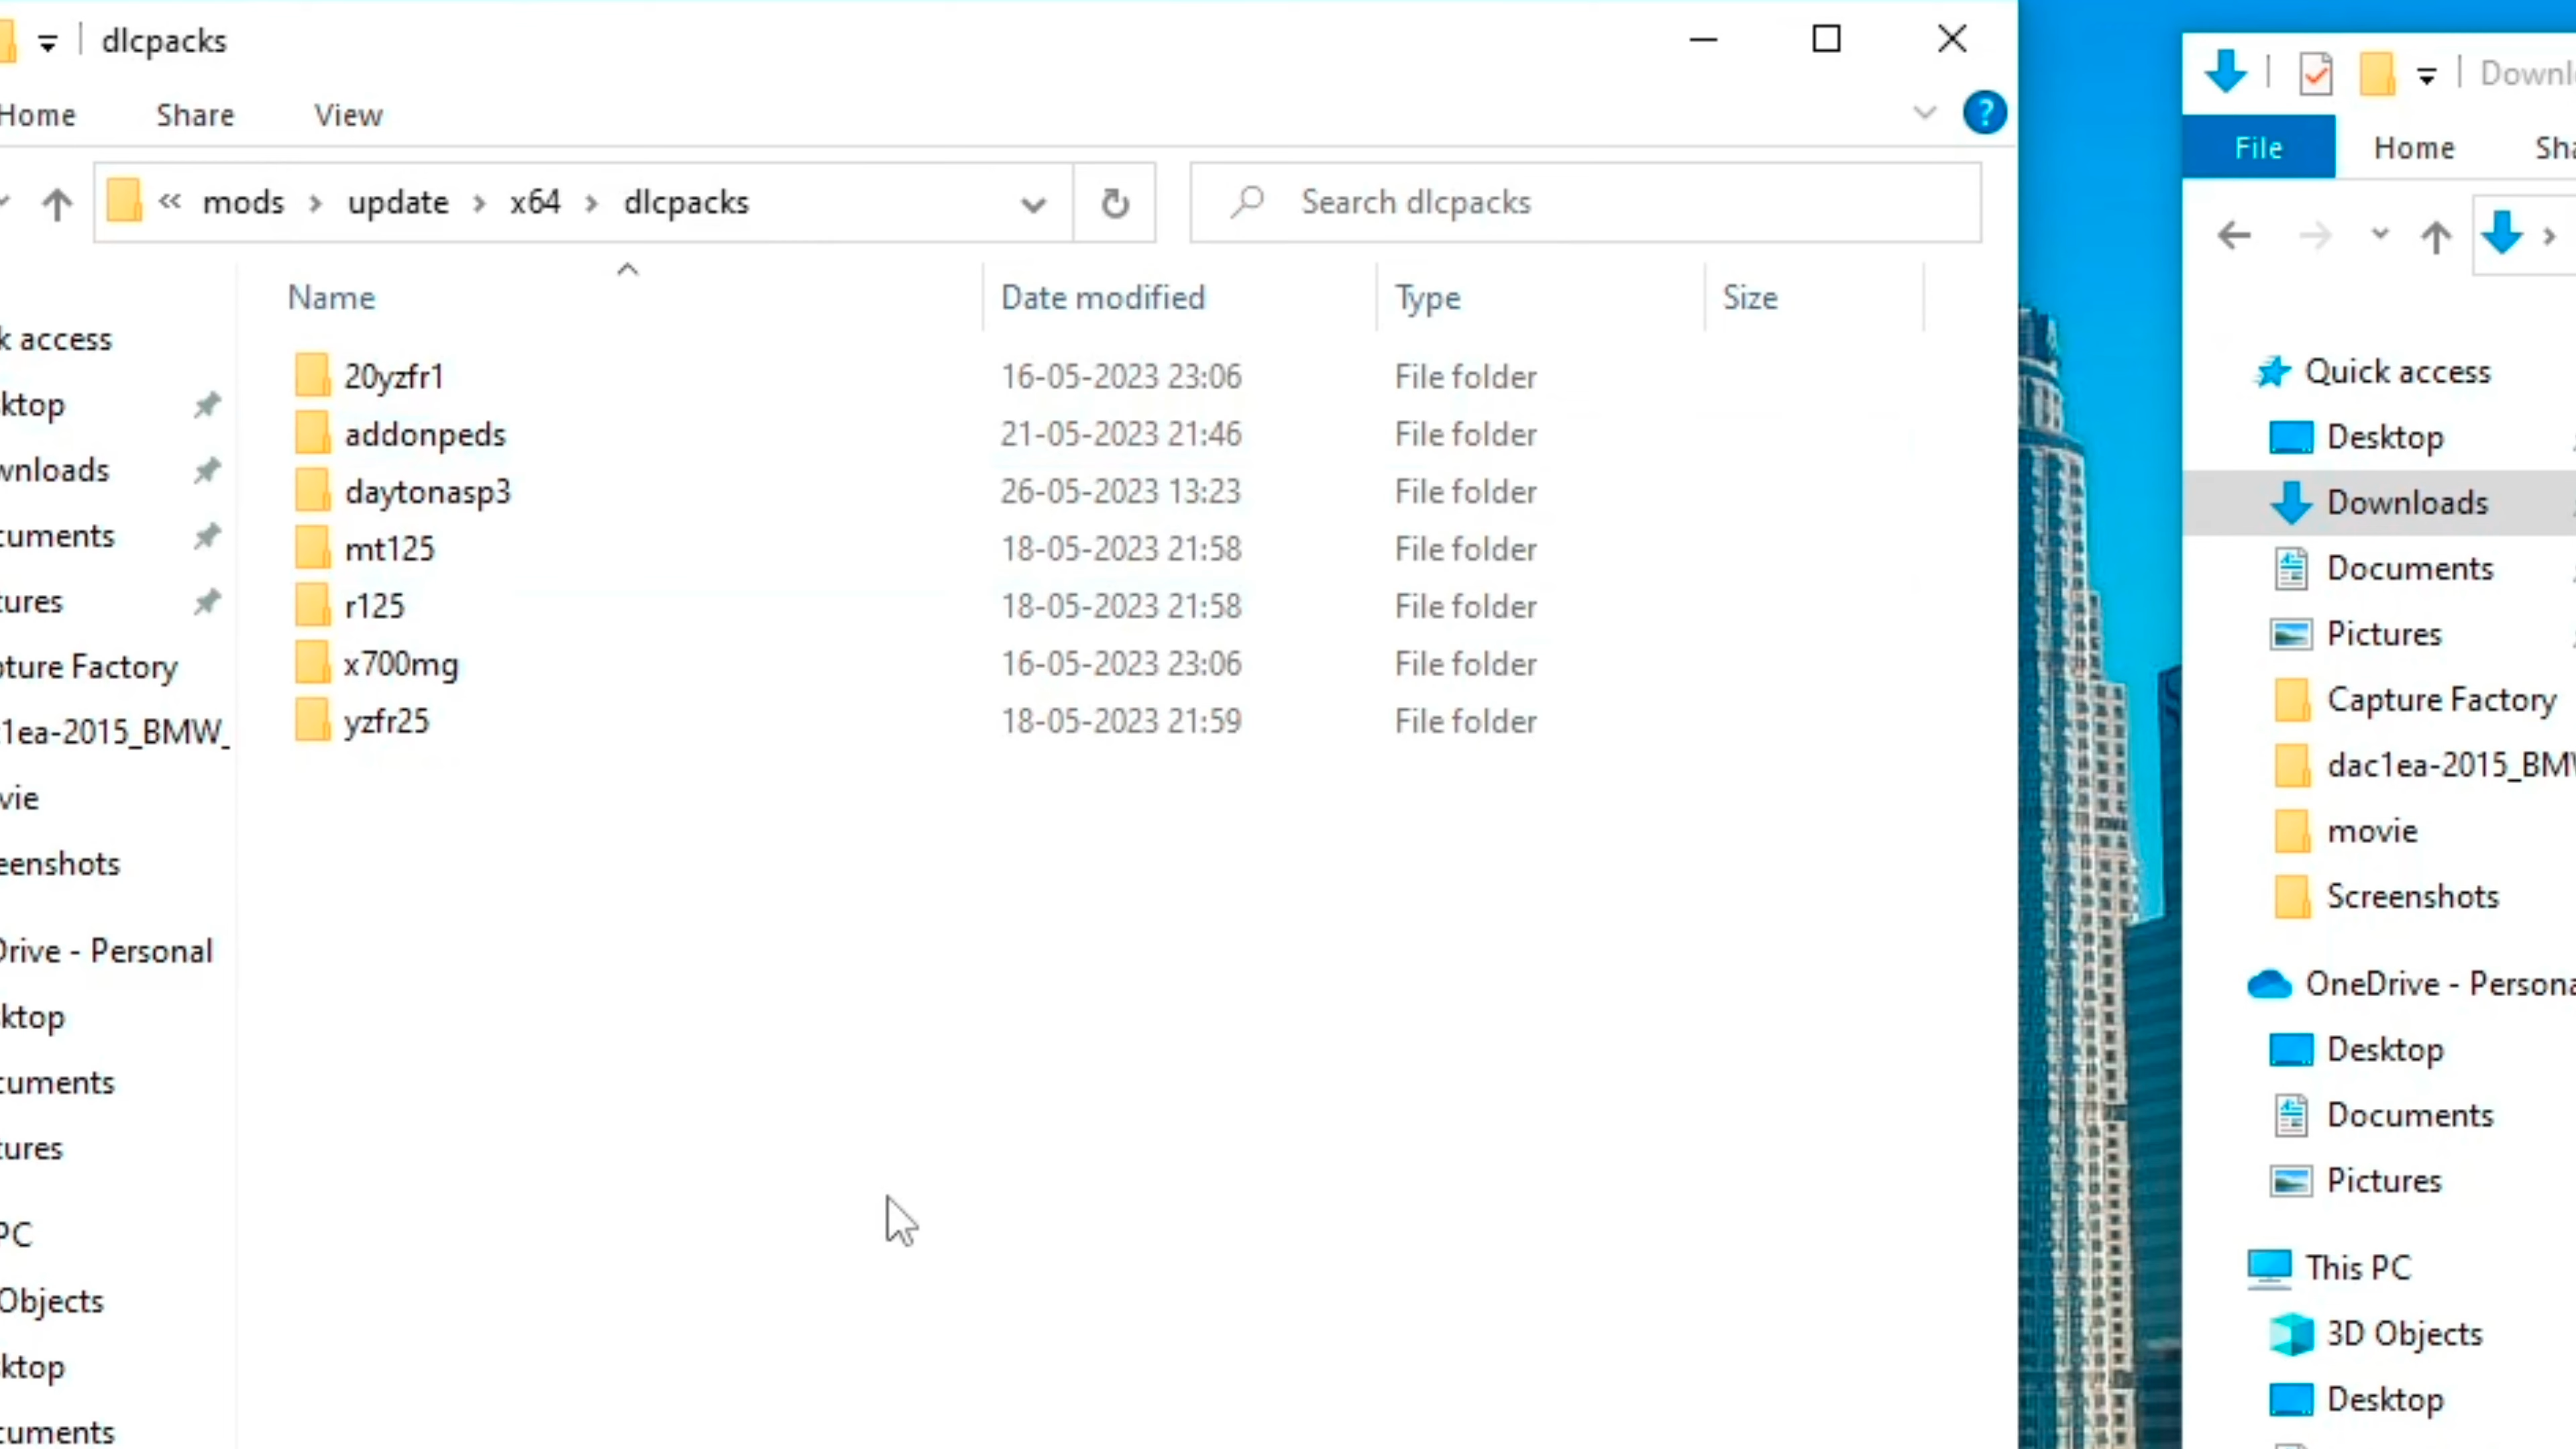 dlcpacks
Home Share View
mods update x64 dlcpacks Search dlcpacks
Name Date modified Type Size
20yzfr1 16-05-2023 23:06 File folder
addonpeds 21-05-2023 21:46 File folder
daytonasp3 26-05-2023 13:23 File folder
mt125 18-05-2023 21:58 File folder
r125 18-05-2023 21:58 File folder
x700mg 16-05-2023 23:06 File folder
yzfr25 18-05-2023 21:59 File folder
k access
ktop
wnloads
cuments
tures
pture Factory
1ea-2015_BMW_
vie
eenshots
Drive - Personal
ktop
cuments
tures
PC
Objects
ktop
cuments
Downl
File Home Sha
Quick access
Desktop
Downloads
Documents
Pictures
Capture Factory
dac1ea-2015_BMW
movie
Screenshots
OneDrive - Persona
Desktop
Documents
Pictures
This PC
3D Objects
Desktop